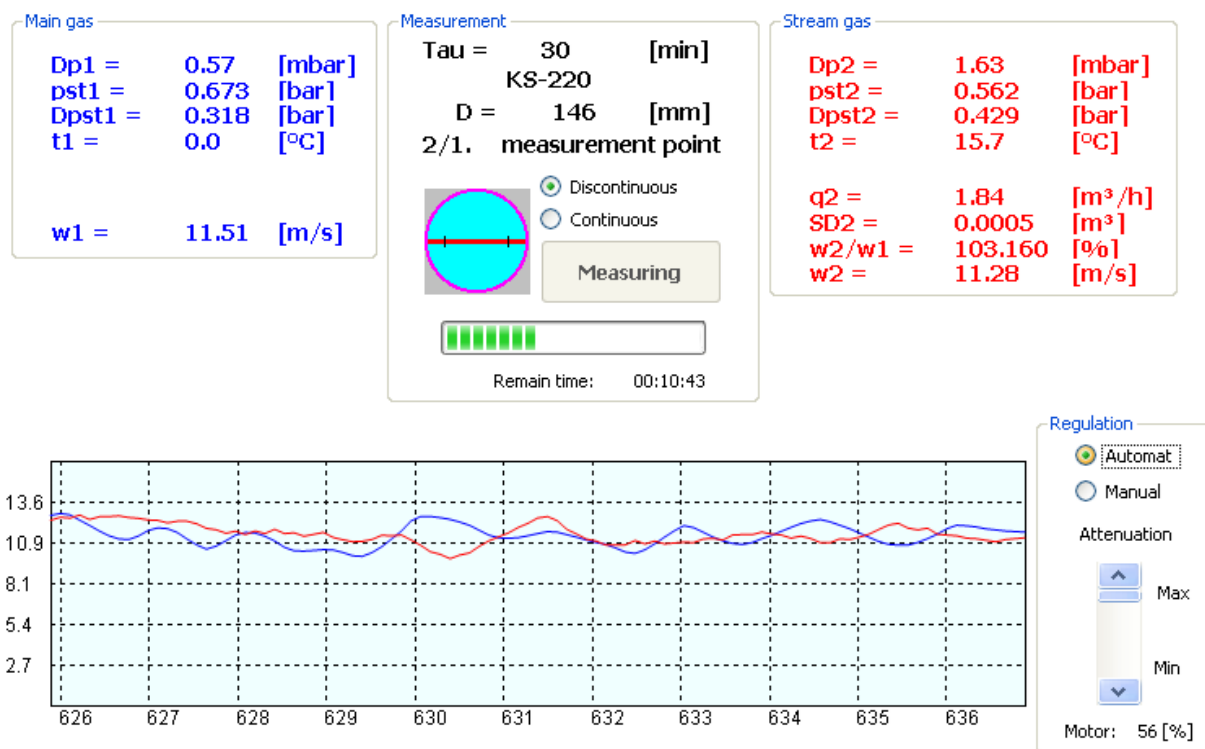 Main gas
Dp1 = 0.57 [mbar]
pst1 = 0.673 [bar]
Dpst1 = 0.318 [bar]
t1 = 0.0 [ºC]
w1 = 11.51 [m/s]
Measurement
Tau = 30 [min]
KS-220
D = 146 [mm]
2/1. measurement point
Discontinuous
Continuous
Measuring
Remain time: 00:10:43
Stream gas
Dp2 = 1.63 [mbar]
pst2 = 0.562 [bar]
Dpst2 = 0.429 [bar]
t2 = 15.7 [ºC]
q2 = 1.84 [m³/h]
SD2 = 0.0005 [m³]
w2/w1 = 103.160 [%]
w2 = 11.28 [m/s]
13.6
10.9
8.1
5.4
2.7
626 627 628 629 630 631 632 633 634 635 636
Regulation
Automat
Manual
Attenuation
Max
Min
Motor: 56 [%]